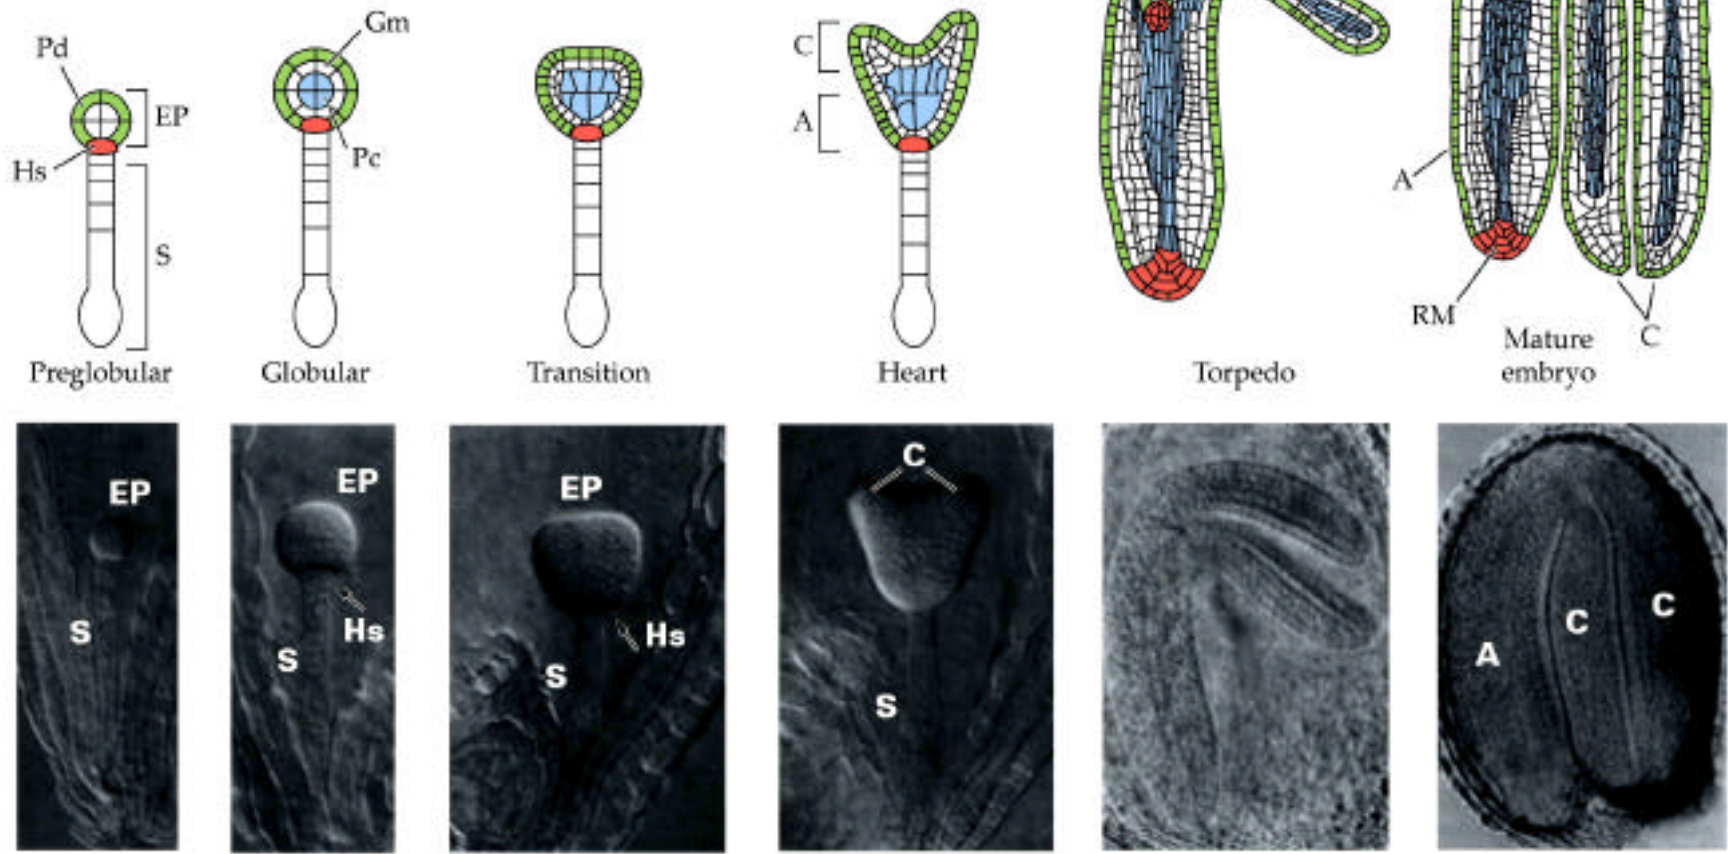 Pd
EP
Hs
S
Gm
Pc
C
A
A
RM
C
Preglobular
Globular
Transition
Heart
Torpedo
Mature
embryo
EP
S
EP
Hs
S
EP
Hs
S
C
S
A
C
C